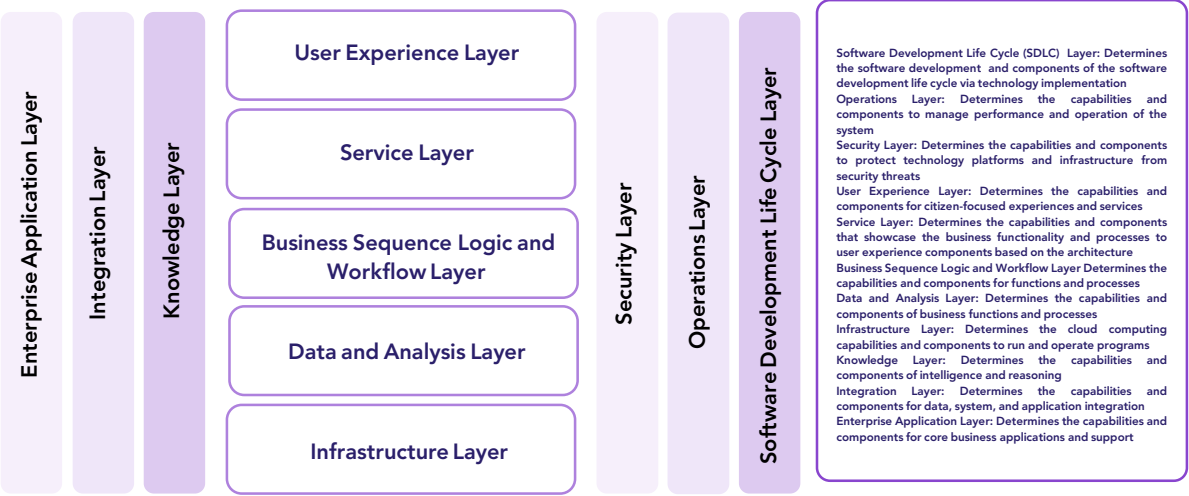 Enterprise Application Layer
Integration Layer
Knowledge Layer
User Experience Layer
Service Layer
Business Sequence Logic and
Workflow Layer
Data and Analysis Layer
Infrastructure Layer
Security Layer
Operations Layer
Software Development Life Cycle Layer
Software Development Life Cycle (SDLC) Layer: Determines
the software development and components of the software
development life cycle via technology implementation
Operations Layer: Determines the capabilities and
components to manage performance and operation of the
system
Security Layer: Determines the capabilities and components
to protect technology platforms and infrastructure from
security threats
User Experience Layer: Determines the capabilities and
components for citizen-focused experiences and services
Service Layer: Determines the capabilities and components
that showcase the business functionality and processes to
user experience components based on the architecture
Business Sequence Logic and Workflow Layer Determines the
capabilities and components for functions and processes
Data and Analysis Layer: Determines the capabilities and
components of business functions and processes
Infrastructure Layer: Determines the cloud computing
capabilities and components to run and operate programs
Knowledge Layer: Determines the capabilities and
components of intelligence and reasoning
Integration Layer: Determines the capabilities and
components for data, system, and application integration
Enterprise Application Layer: Determines the capabilities and
components for core business applications and support